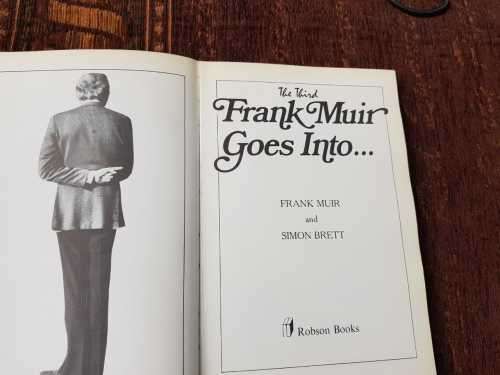 The Third
Frank Muir
Goes Into...
FRANK MUIR
and
SIMON BRETT
Robson Books